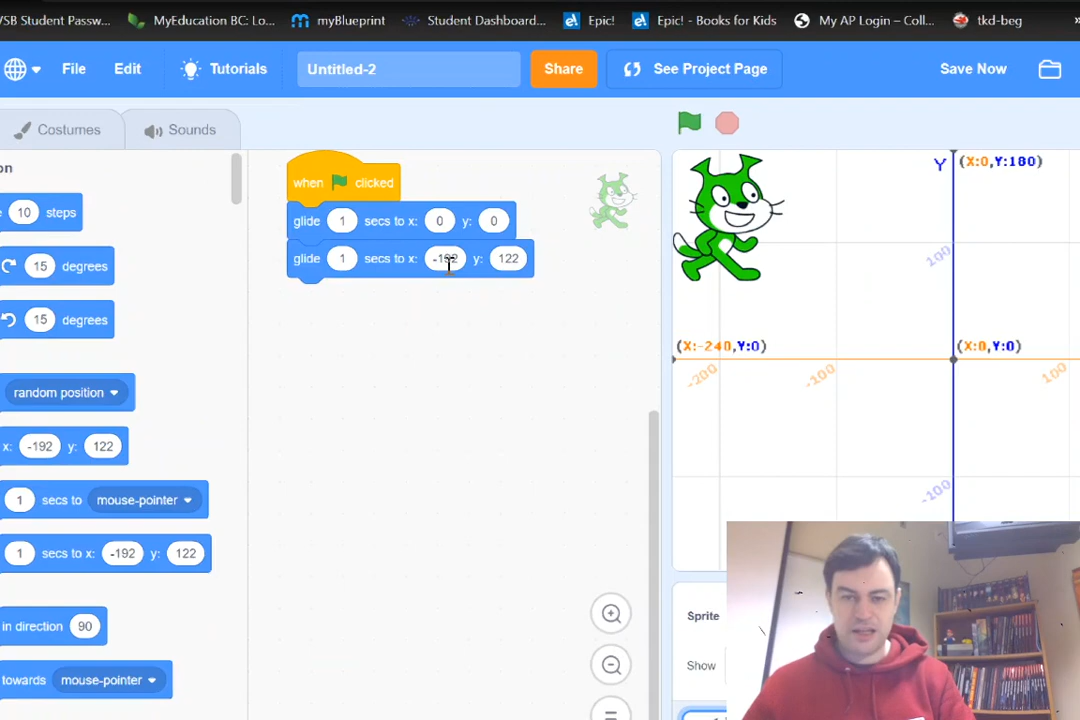 VSB Student Passw...
MyEducation BC: Lo...
myBlueprint
Student Dashboard...
Epic!
Epic! - Books for Kids
My AP Login – Coll...
tkd-beg
»
File
Edit
Tutorials
Untitled-2
Share
See Project Page
Save Now
Costumes
Sounds
on
10 steps
15 degrees
15 degrees
random position
x: -192 y: 122
1 secs to mouse-pointer
1 secs to x: -192 y: 122
in direction 90
towards mouse-pointer
when clicked
glide 1 secs to x: 0 y: 0
glide 1 secs to x: -192 y: 122
Y (X:0,Y:180)
100
(X:-240,Y:0)
(X:0,Y:0)
-200
-100
100
-100
Sprite
Show